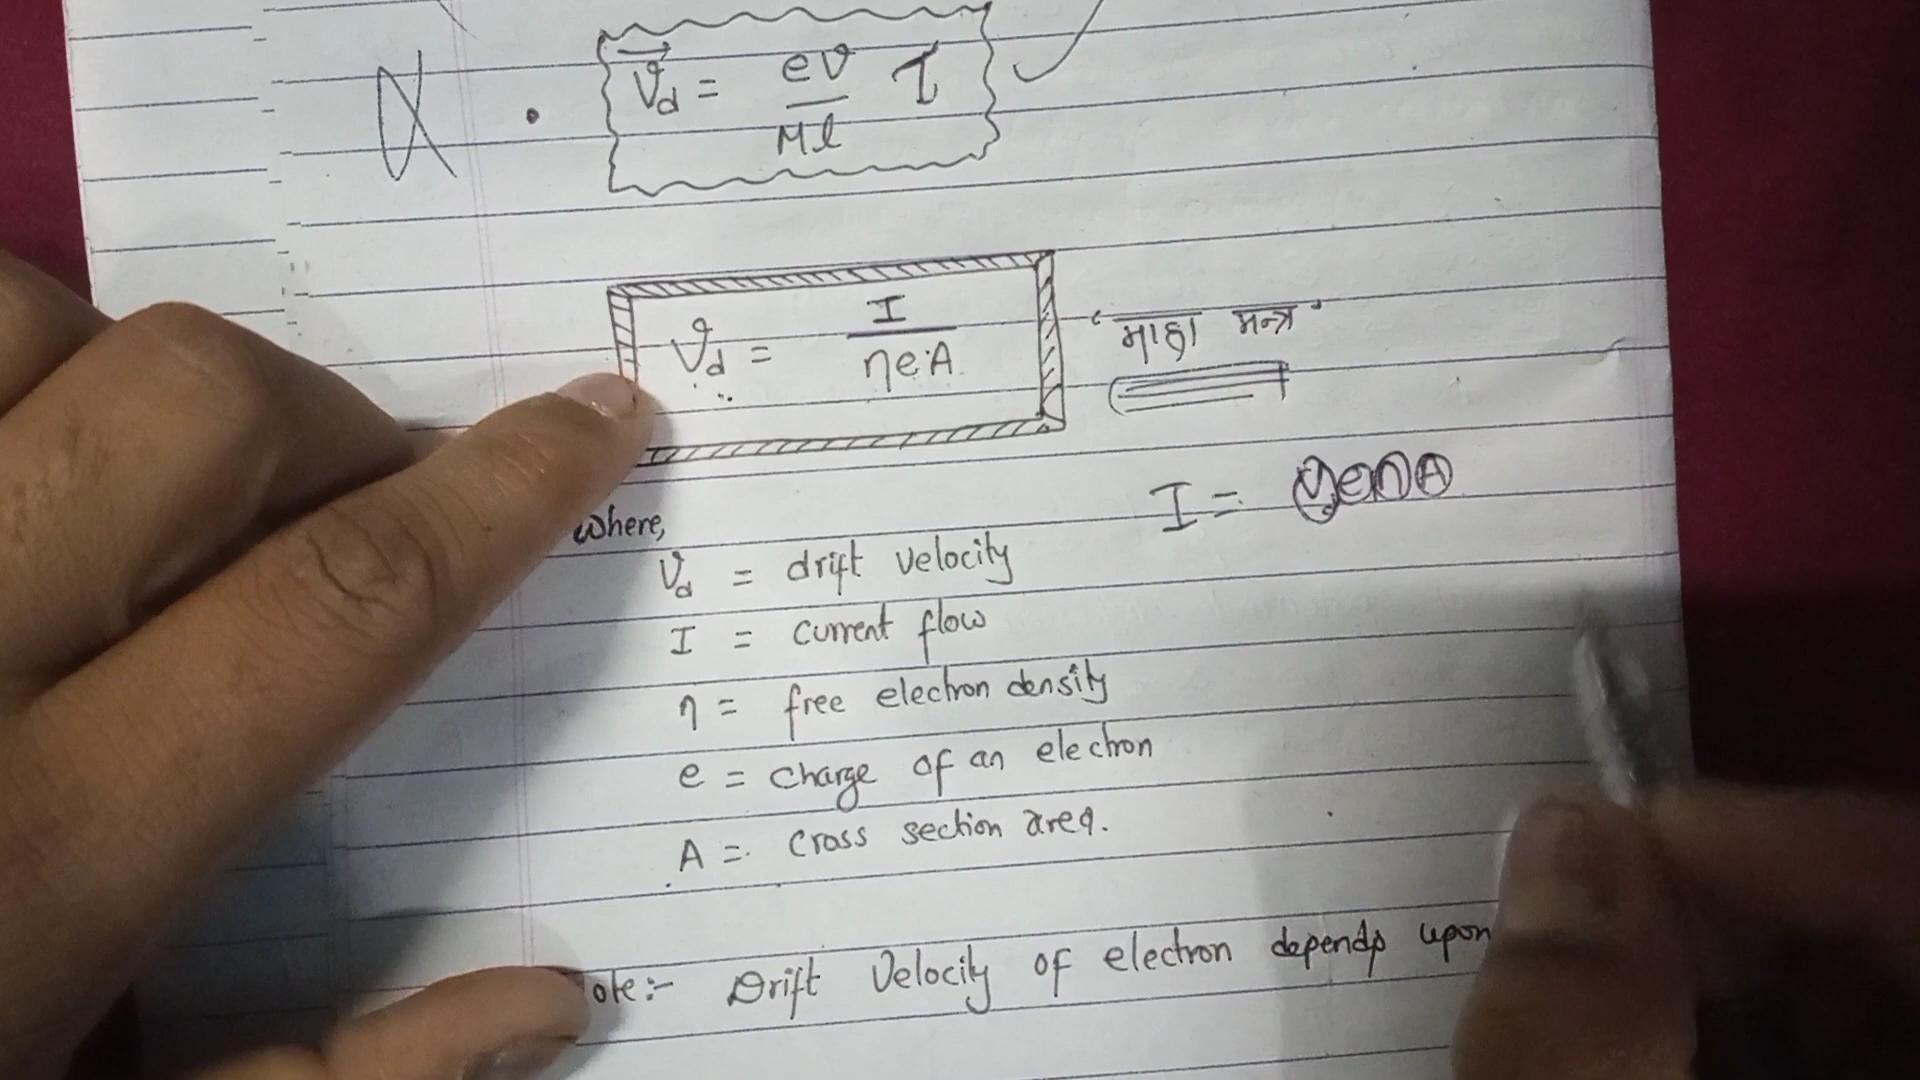 α . V⃗d = eV/Ml τ
Vd = I/neA "माहा मन्त्र"
I = VenA
where,
Vd = drift velocity
I = current flow
η = free electron density
e = charge of an electron
A = cross section area.
ote:- Drift Velocity of electron depends upon